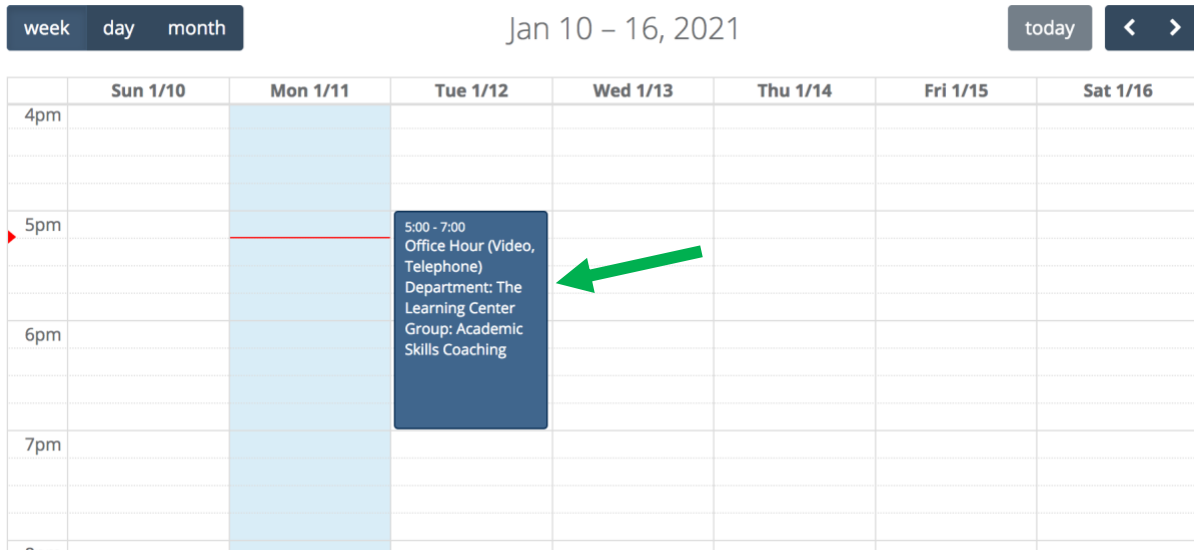 week day month
Jan 10 – 16, 2021
today
Sun 1/10 Mon 1/11 Tue 1/12 Wed 1/13 Thu 1/14 Fri 1/15 Sat 1/16
4pm
5pm
5:00 - 7:00
Office Hour (Video,
Telephone)
Department: The
Learning Center
Group: Academic
Skills Coaching
6pm
7pm